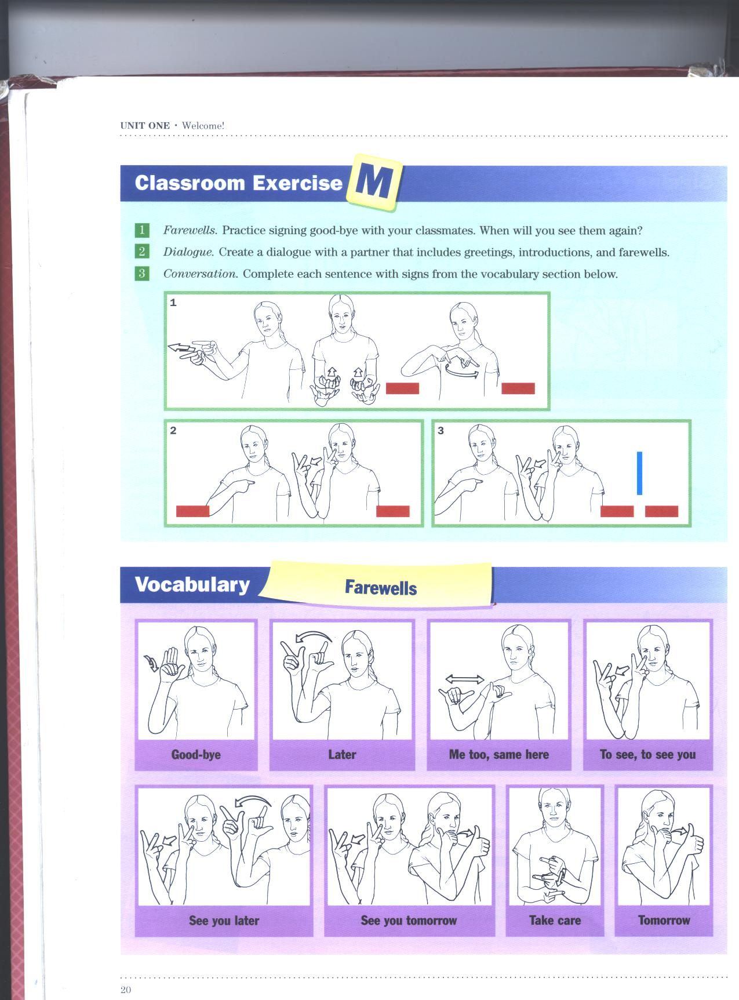 UNIT ONE • Welcome!
Classroom Exercise M
1 Farewells. Practice signing good-bye with your classmates. When will you see them again?
2 Dialogue. Create a dialogue with a partner that includes greetings, introductions, and farewells.
3 Conversation. Complete each sentence with signs from the vocabulary section below.
1
2
3
Vocabulary Farewells
Good-bye
Later
Me too, same here
To see, to see you
See you later
See you tomorrow
Take care
Tomorrow
20